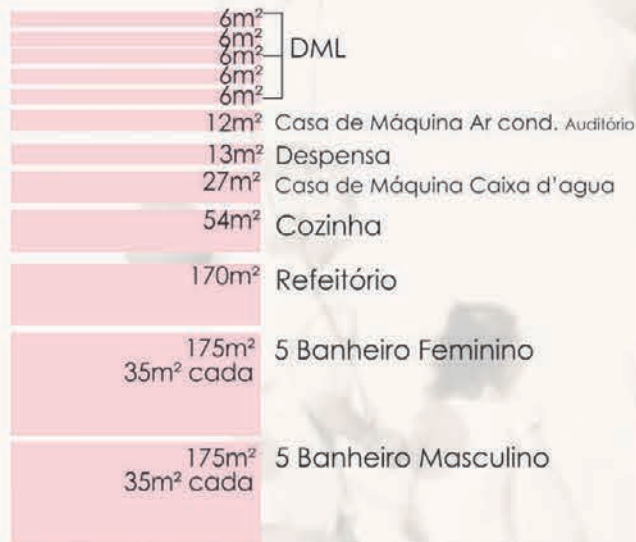 6m²
6m²
6m² DML
6m²
6m²
12m² Casa de Máquina Ar cond. Auditório
13m² Despensa
27m² Casa de Máquina Caixa d'agua
54m² Cozinha
170m² Refeitório
175m² 5 Banheiro Feminino
35m² cada
175m² 5 Banheiro Masculino
35m² cada